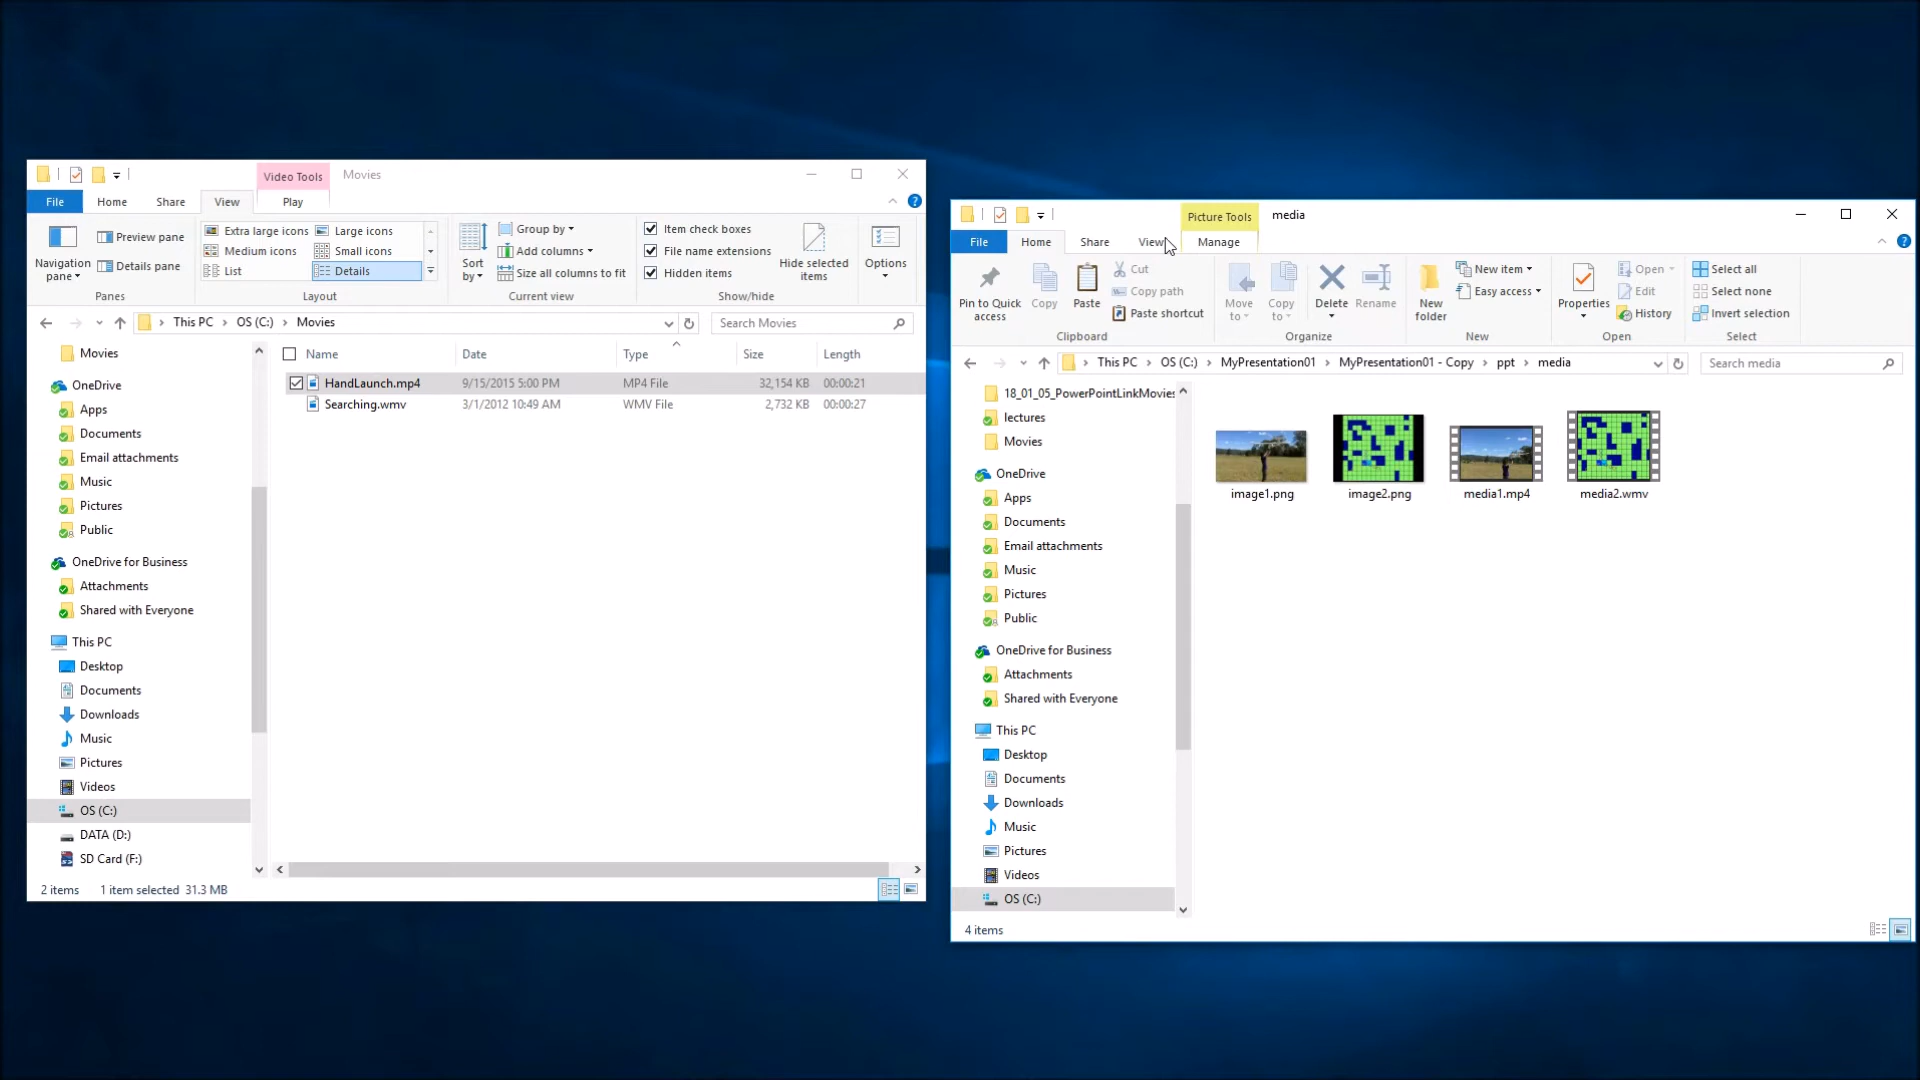 Video Tools
Movies
File
Home
Share
View
Play
Navigation pane
Preview pane
Details pane
Panes
Extra large icons
Large icons
Medium icons
Small icons
List
Details
Layout
Sort by
Group by
Add columns
Size all columns to fit
Current view
Item check boxes
File name extensions
Hidden items
Hide selected items
Show/hide
Options
This PC > OS (C:) > Movies
Search Movies
Movies
OneDrive
Apps
Documents
Email attachments
Music
Pictures
Public
OneDrive for Business
Attachments
Shared with Everyone
This PC
Desktop
Documents
Downloads
Music
Pictures
Videos
OS (C:)
DATA (D:)
SD Card (F:)
Name Date Type Size Length
HandLaunch.mp4 9/15/2015 5:00 PM MP4 File 32,154 KB 00:00:21
Searching.wmv 3/1/2012 10:49 AM WMV File 2,732 KB 00:00:27
2 items 1 item selected 31.3 MB
Picture Tools
media
File
Home
Share
View
Manage
Pin to Quick access
Copy
Paste
Cut
Copy path
Paste shortcut
Clipboard
Move to
Copy to
Delete
Rename
Organize
New folder
New item
Easy access
New
Properties
Open
Edit
History
Open
Select all
Select none
Invert selection
Select
This PC > OS (C:) > MyPresentation01 > MyPresentation01 - Copy > ppt > media
Search media
18_01_05_PowerPointLinkMovies
lectures
Movies
OneDrive
Apps
Documents
Email attachments
Music
Pictures
Public
OneDrive for Business
Attachments
Shared with Everyone
This PC
Desktop
Documents
Downloads
Music
Pictures
Videos
OS (C:)
image1.png
image2.png
media1.mp4
media2.wmv
4 items